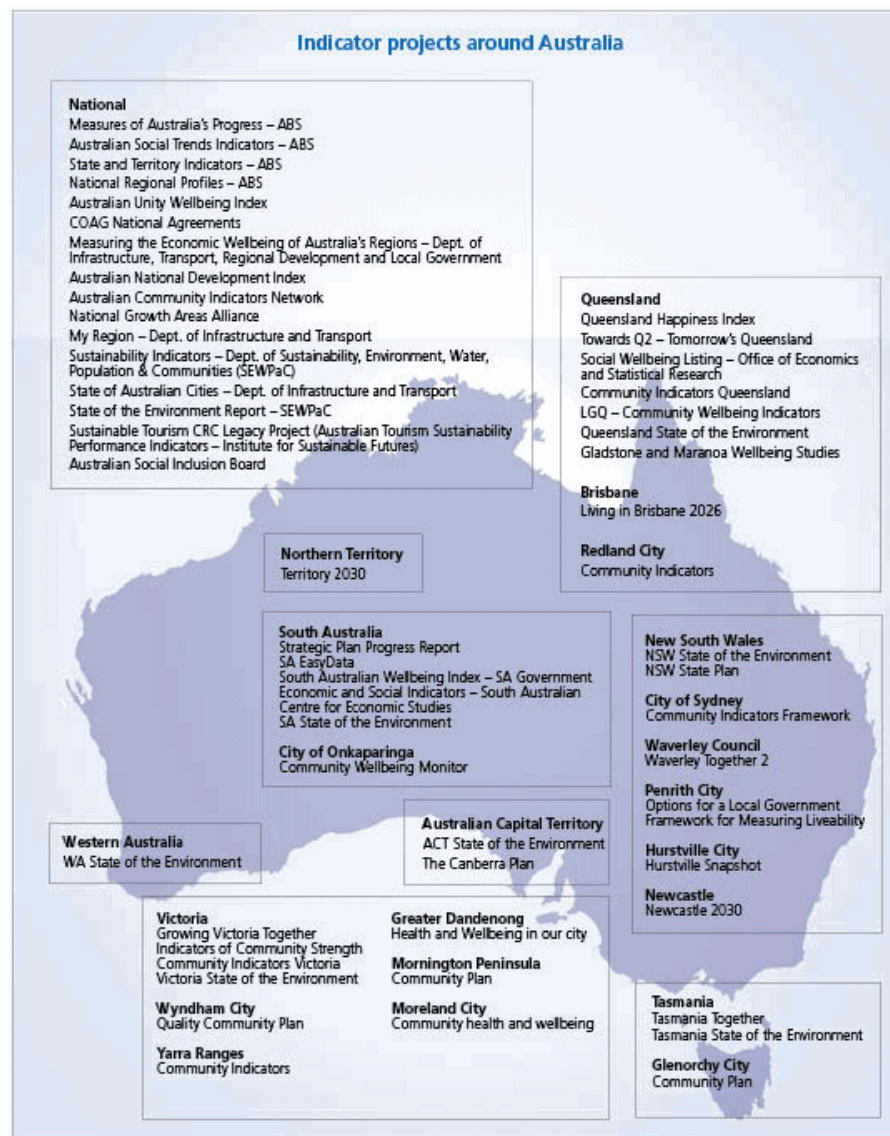 Indicator projects around Australia
National
Measures of Australia's Progress – ABS
Australian Social Trends Indicators – ABS
State and Territory Indicators – ABS
National Regional Profiles – ABS
Australian Unity Wellbeing Index
COAG National Agreements
Measuring the Economic Wellbeing of Australia's Regions – Dept. of
Infrastructure, Transport, Regional Development and Local Government
Australian National Development Index
Australian Community Indicators Network
National Growth Areas Alliance
My Region – Dept. of Infrastructure and Transport
Sustainability Indicators – Dept. of Sustainability, Environment, Water,
Population & Communities (SEWPaC)
State of Australian Cities – Dept. of Infrastructure and Transport
State of the Environment Report – SEWPaC
Sustainable Tourism CRC Legacy Project (Australian Tourism Sustainability
Performance Indicators – Institute for Sustainable Futures)
Australian Social Inclusion Board
Queensland
Queensland Happiness Index
Towards Q2 – Tomorrow's Queensland
Social Wellbeing Listing – Office of Economics
and Statistical Research
Community Indicators Queensland
LGQ – Community Wellbeing Indicators
Queensland State of the Environment
Gladstone and Maranoa Wellbeing Studies
Brisbane
Living in Brisbane 2026
Redland City
Community Indicators
Northern Territory
Territory 2030
South Australia
Strategic Plan Progress Report
SA EasyData
South Australian Wellbeing Index – SA Government
Economic and Social Indicators – South Australian
Centre for Economic Studies
SA State of the Environment
City of Onkaparinga
Community Wellbeing Monitor
New South Wales
NSW State of the Environment
NSW State Plan
City of Sydney
Community Indicators Framework
Waverley Council
Waverley Together 2
Penrith City
Options for a Local Government
Framework for Measuring Liveability
Hurstville City
Hurstville Snapshot
Newcastle
Newcastle 2030
Western Australia
WA State of the Environment
Australian Capital Territory
ACT State of the Environment
The Canberra Plan
Victoria
Growing Victoria Together
Indicators of Community Strength
Community Indicators Victoria
Victoria State of the Environment
Wyndham City
Quality Community Plan
Yarra Ranges
Community Indicators
Greater Dandenong
Health and Wellbeing in our city
Mornington Peninsula
Community Plan
Moreland City
Community health and wellbeing
Tasmania
Tasmania Together
Tasmania State of the Environment
Glenorchy City
Community Plan